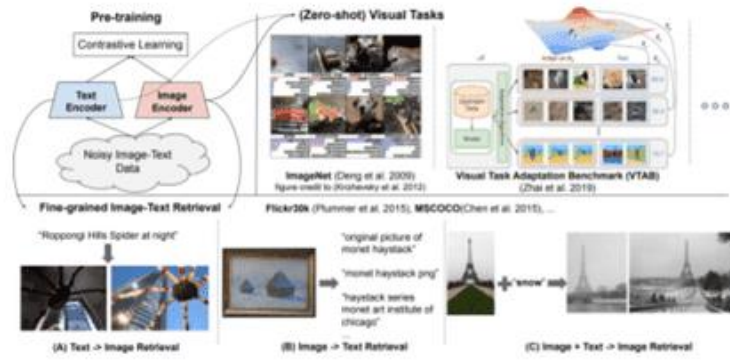 Pre-training
(Zero-shot) Visual Tasks
Contrastive Learning
Text
Encoder
Image
Encoder
Noisy Image-Text
Data
ImageNet (Deng et al. 2009)
figure credit to (Krizhevsky et al. 2012)
Visual Task Adaptation Benchmark (VTAB)
(Zhai et al. 2019)
Fine-grained Image-Text Retrieval
Flickr30k (Plummer et al. 2015), MSCOCO(Chen et al. 2015), ...
"Roppongi Hills Spider at night"
"original picture of
monet haystack"
"monet haystack png"
"haystack series
monet art institute of
chicago"
...
"snow"
(A) Text -> Image Retrieval
(B) Image -> Text Retrieval
(C) Image + Text -> Image Retrieval